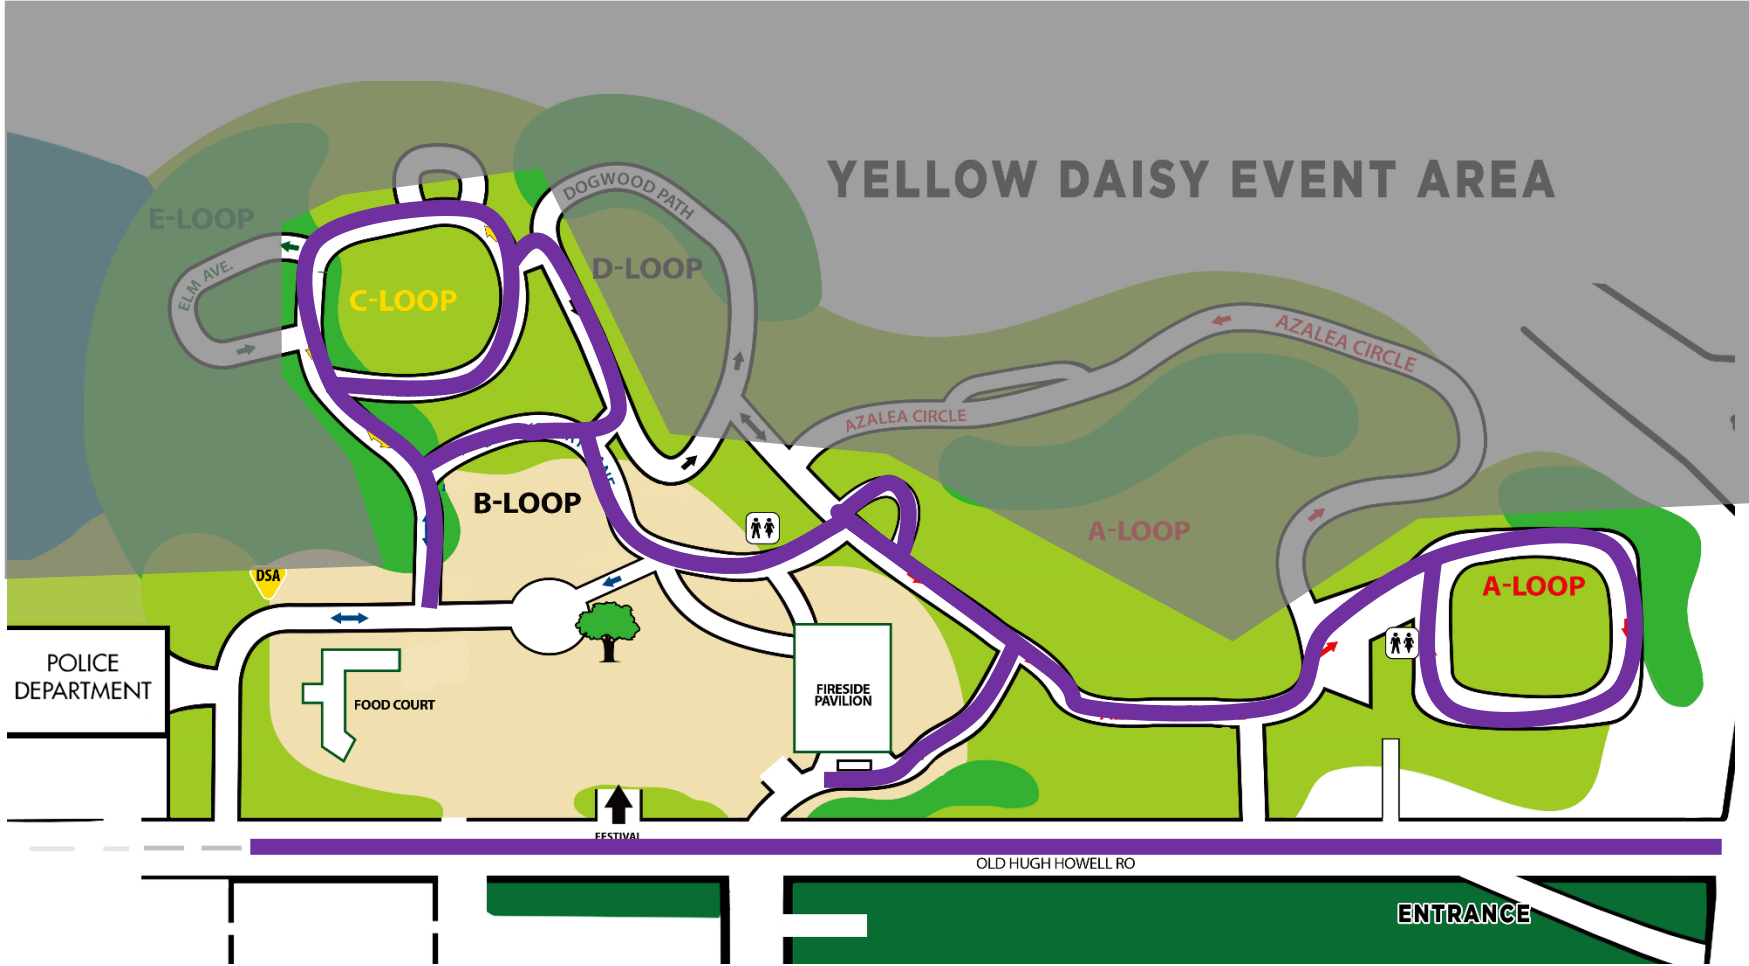 YELLOW DAISY EVENT AREA
E-LOOP
DOGWOOD PATH
D-LOOP
ELM AVE.
C-LOOP
AZALEA CIRCLE
AZALEA CIRCLE
B-LOOP
A-LOOP
DSA
A-LOOP
POLICE
DEPARTMENT
FOOD COURT
FIRESIDE
PAVILION
FESTIVAL
OLD HUGH HOWELL RO
ENTRANCE